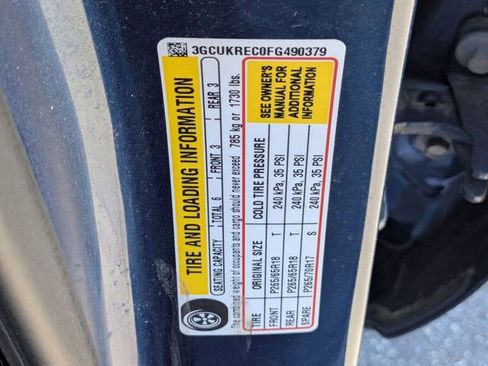 3GCUKREC0FG490379
TIRE AND LOADING INFORMATION
SEATING CAPACITY TOTAL 6 FRONT 3 REAR 3
The combined weight of occupants and cargo should never exceed 785 kg or 1730 lbs.
TIRE ORIGINAL SIZE COLD TIRE PRESSURE
FRONT P265/65R18 T 240 kPa, 35 PSI
REAR P265/65R18 T 240 kPa, 35 PSI
SPARE P265/70R17 S 240 kPa, 35 PSI
SEE OWNER'S
MANUAL FOR
ADDITIONAL
INFORMATION